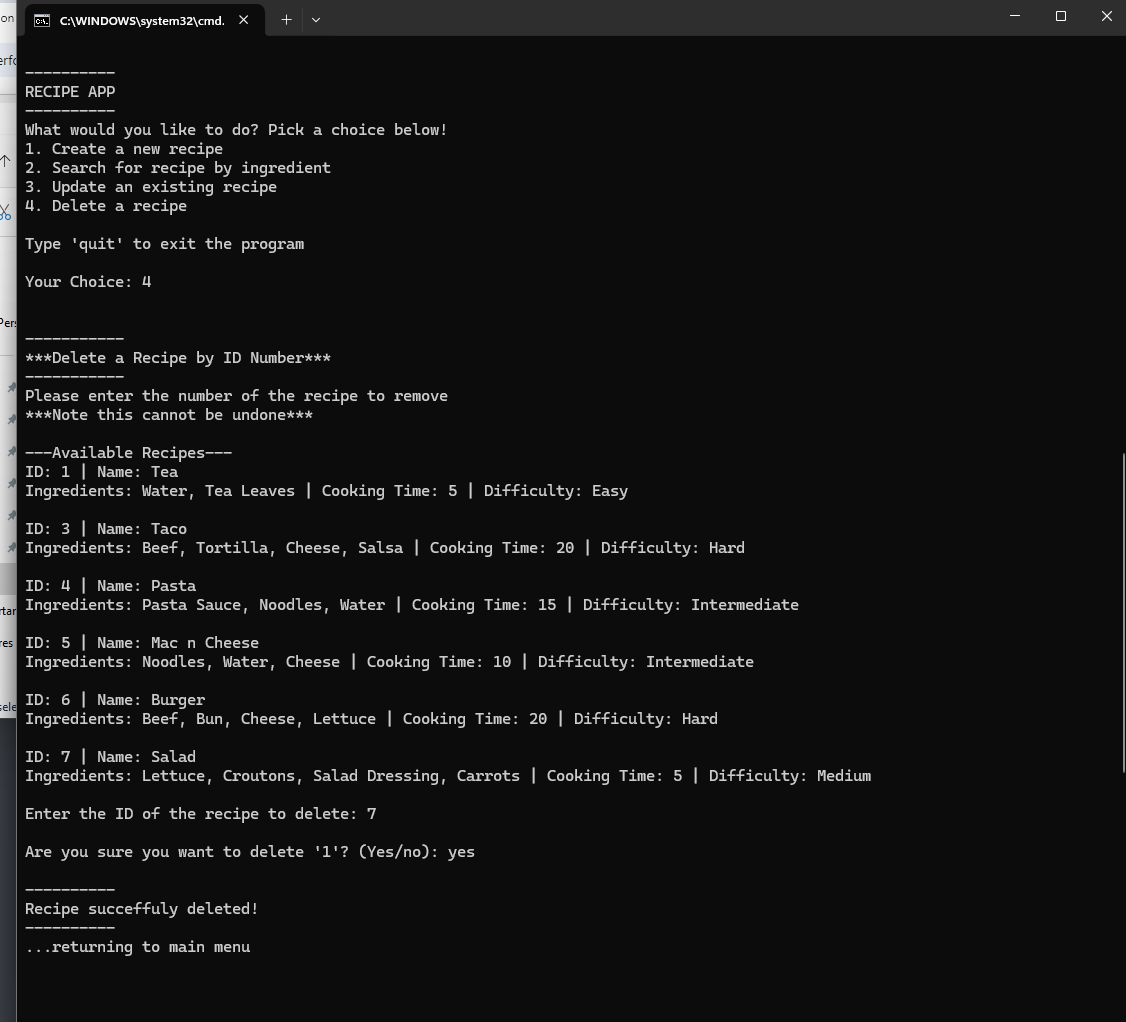 C:\WINDOWS\system32\cmd.
----------
RECIPE APP
----------
What would you like to do? Pick a choice below!
1. Create a new recipe
2. Search for recipe by ingredient
3. Update an existing recipe
4. Delete a recipe
Type 'quit' to exit the program
Your Choice: 4
-----------
***Delete a Recipe by ID Number***
-----------
Please enter the number of the recipe to remove
***Note this cannot be undone***
---Available Recipes---
ID: 1 | Name: Tea
Ingredients: Water, Tea Leaves | Cooking Time: 5 | Difficulty: Easy
ID: 3 | Name: Taco
Ingredients: Beef, Tortilla, Cheese, Salsa | Cooking Time: 20 | Difficulty: Hard
ID: 4 | Name: Pasta
Ingredients: Pasta Sauce, Noodles, Water | Cooking Time: 15 | Difficulty: Intermediate
ID: 5 | Name: Mac n Cheese
Ingredients: Noodles, Water, Cheese | Cooking Time: 10 | Difficulty: Intermediate
ID: 6 | Name: Burger
Ingredients: Beef, Bun, Cheese, Lettuce | Cooking Time: 20 | Difficulty: Hard
ID: 7 | Name: Salad
Ingredients: Lettuce, Croutons, Salad Dressing, Carrots | Cooking Time: 5 | Difficulty: Medium
Enter the ID of the recipe to delete: 7
Are you sure you want to delete '1'? (Yes/no): yes
----------
Recipe succeffuly deleted!
----------
...returning to main menu